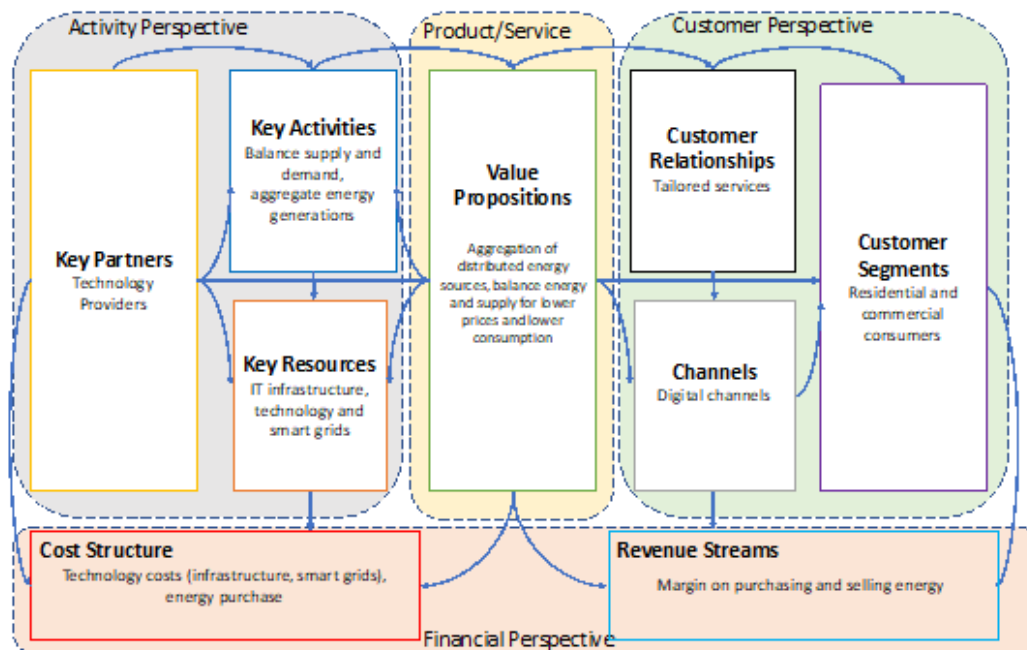 Activity Perspective
Product/Service
Customer Perspective
Key Partners
Technology
Providers
Key Activities
Balance supply and
demand,
aggregate energy
generations
Key Resources
IT infrastructure,
technology and
smart grids
Value
Propositions
Aggregation of
distributed energy
sources, balance energy
and supply for lower
prices and lower
consumption
Customer
Relationships
Tailored services
Channels
Digital channels
Customer
Segments
Residential and
commercial
consumers
Cost Structure
Technology costs (infrastructure, smart grids),
energy purchase
Revenue Streams
Margin on purchasing and selling energy
Financial Perspective